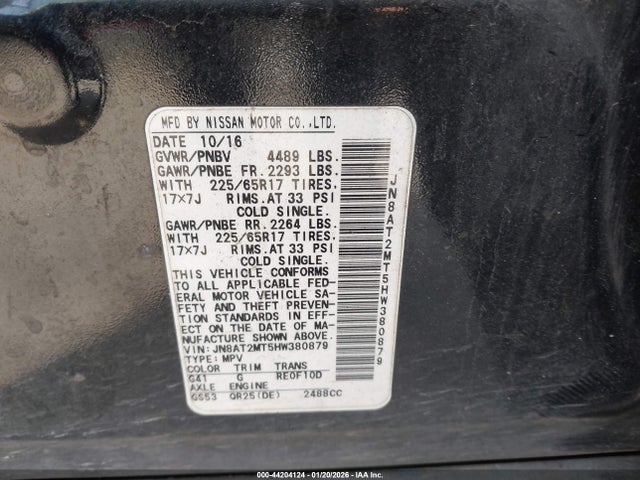 MFD BY NISSAN MOTOR CO.,LTD.
DATE 10/16
GVWR/PNBV 4489 LBS.
GAWR/PNBE FR. 2293 LBS.
WITH 225/65R17 TIRES.
17×7J RIMS.AT 33 PSI
COLD SINGLE.
GAWR/PNBE RR. 2264 LBS.
WITH 225/65R17 TIRES.
17×7J RIMS.AT 33 PSI
COLD SINGLE.
THIS VEHICLE CONFORMS
TO ALL APPLICABLE FED-
ERAL MOTOR VEHICLE SA-
FETY AND THEFT PREVEN-
TION STANDARDS IN EFF-
ECT ON THE DATE OF MA-
NUFACTURE SHOWN ABOVE.
VIN: JN8AT2MT5HW380879
TYPE: MPV
COLOR TRIM TRANS
G41 G RE0F10D
AXLE ENGINE
GS53 QR25(DE) 2488CC
JN8AT2MT5HW380879
000-44204124 | 01/20/2026 - IAA Inc.